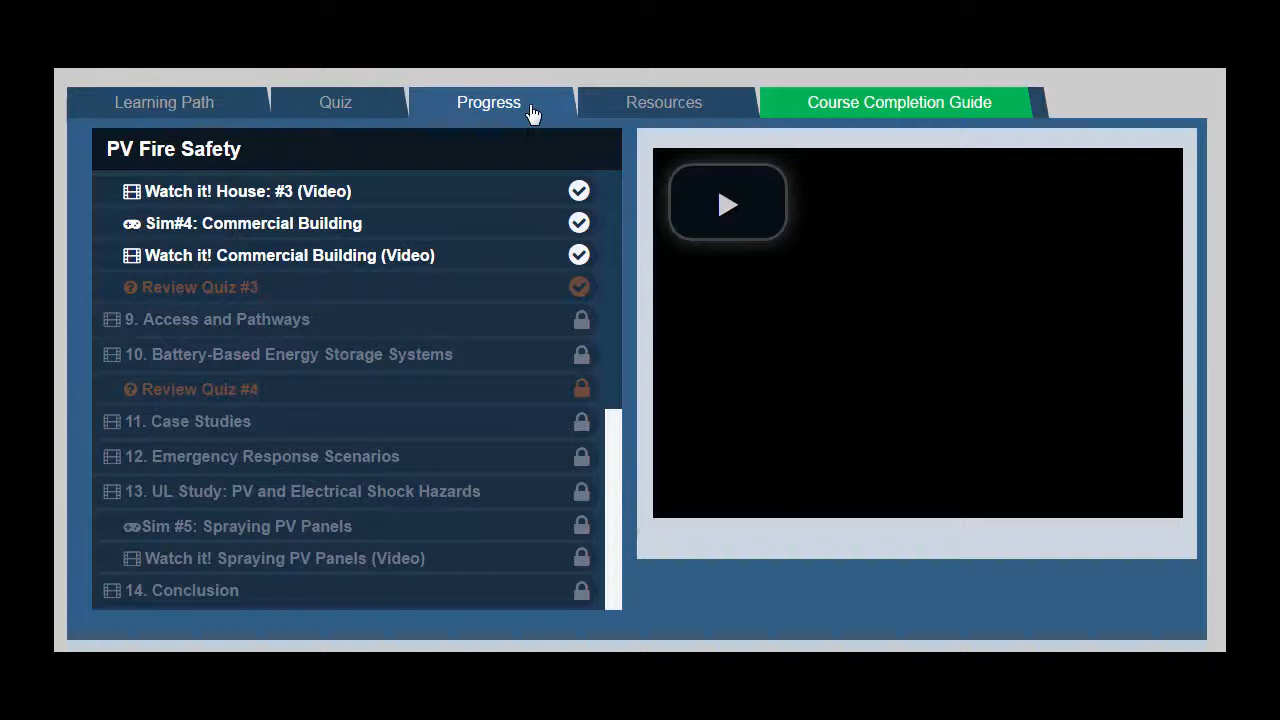 Learning Path Quiz Progress Resources Course Completion Guide
PV Fire Safety
Watch it! House: #3 (Video)
Sim#4: Commercial Building
Watch it! Commercial Building (Video)
Review Quiz #3
9. Access and Pathways
10. Battery-Based Energy Storage Systems
Review Quiz #4
11. Case Studies
12. Emergency Response Scenarios
13. UL Study: PV and Electrical Shock Hazards
Sim #5: Spraying PV Panels
Watch it! Spraying PV Panels (Video)
14. Conclusion